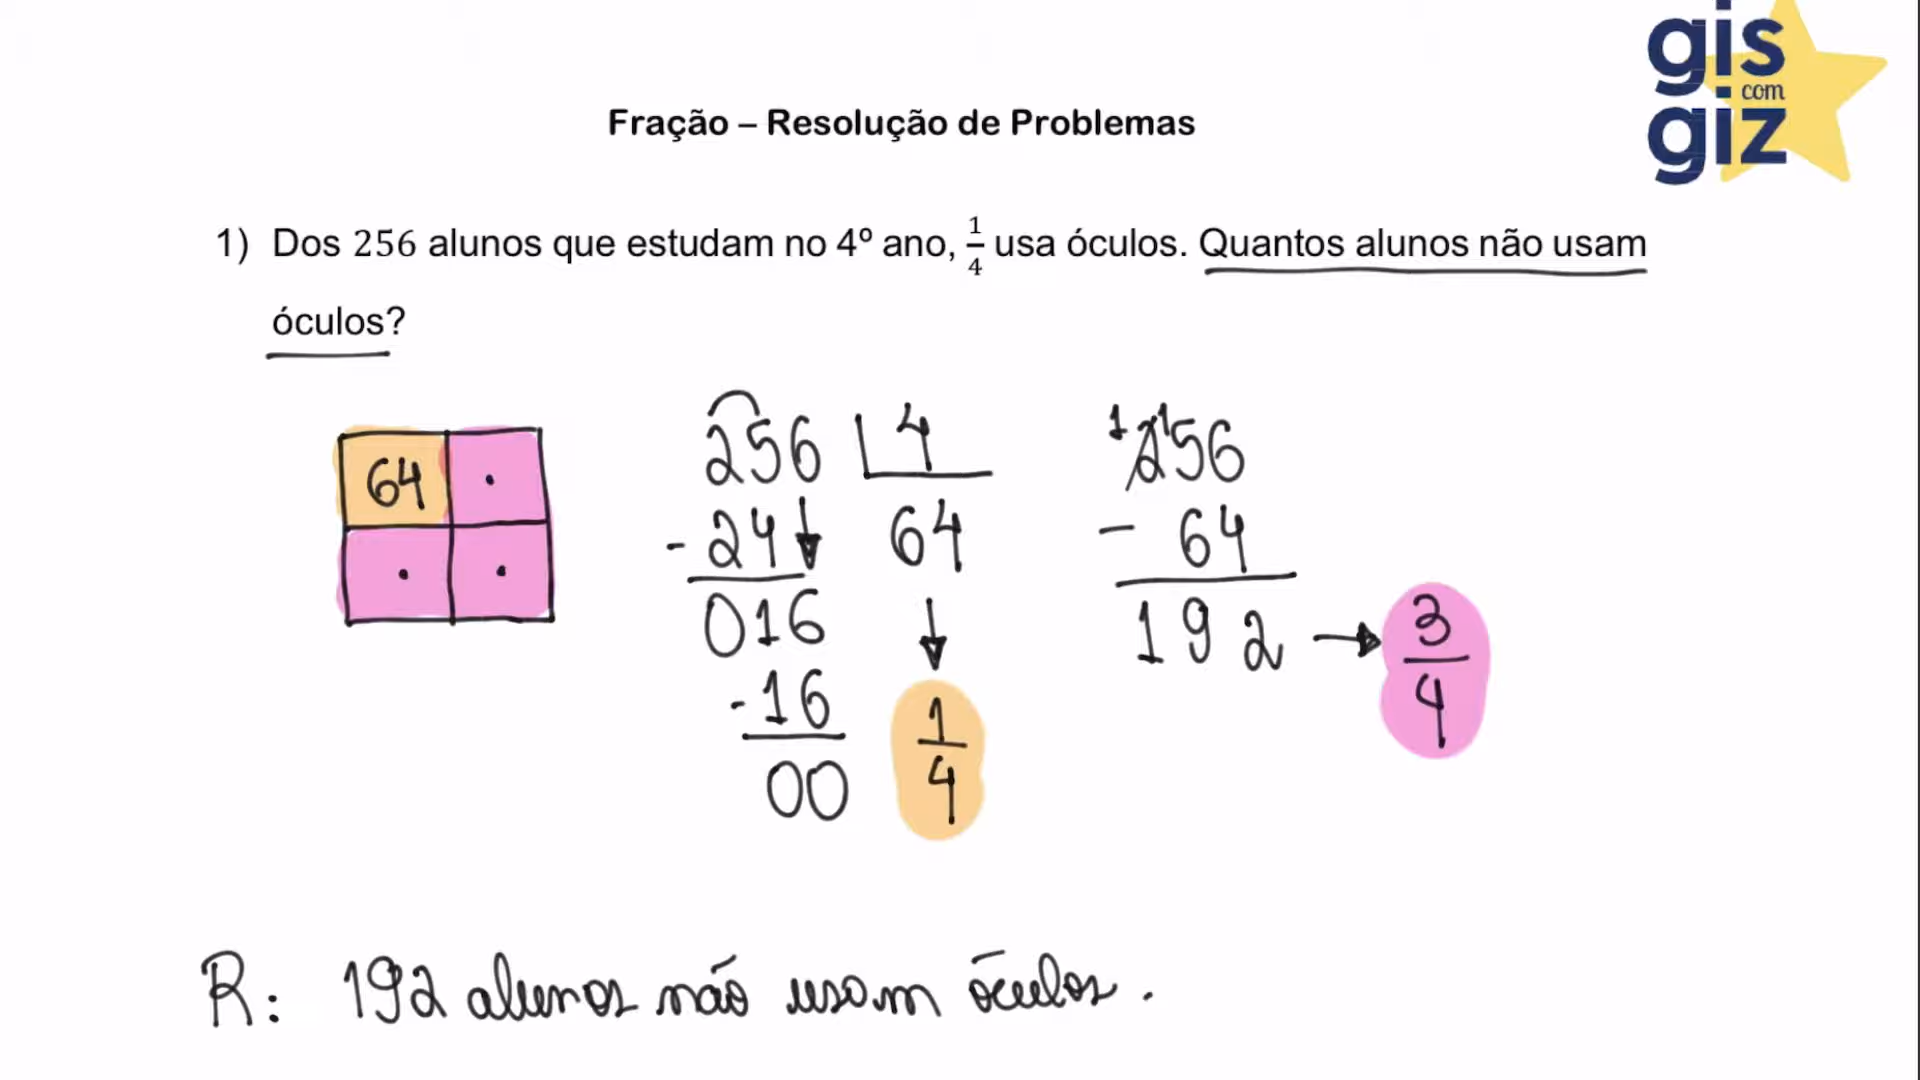 gis
com
giz
Fração – Resolução de Problemas
1) Dos 256 alunos que estudam no 4º ano, 1/4 usa óculos. Quantos alunos não usam
óculos?
64
256 4
- 24 64
016
- 16
00
1/4
1 1
256
- 64
192 → 3/4
R: 192 alunos não usam óculos.